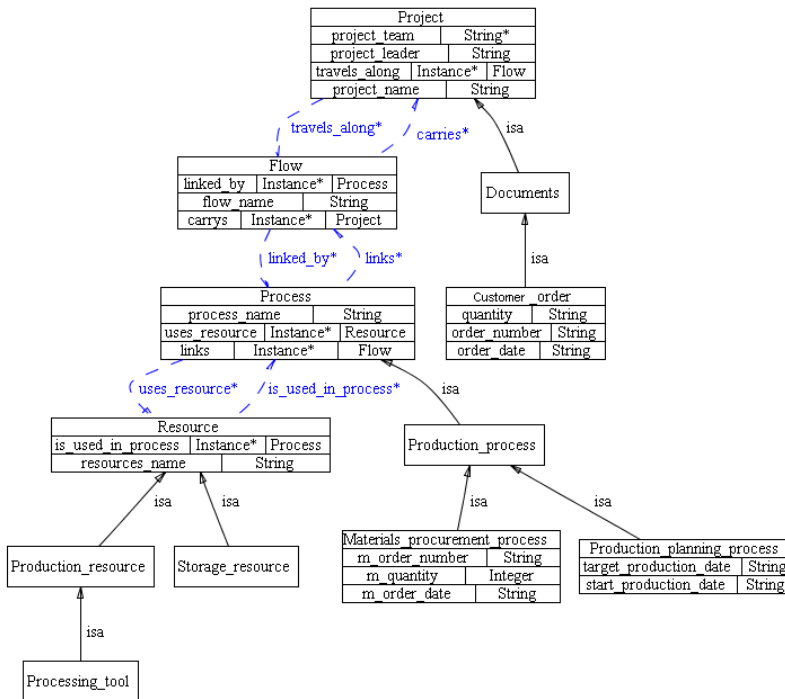 Project
project_team String*
project_leader String
travels_along Instance* Flow
project_name String
travels_along* carries* isa
Flow
linked_by Instance* Process
flow_name String
carrys Instance* Project
Documents
linked_by* links* isa
Process
process_name String
uses_resource Instance* Resource
links Instance* Flow
Customer_order
quantity String
order_number String
order_date String
uses_resource* is_used_in_process* isa
Resource
is_used_in_process Instance* Process
resources_name String
Production_process
isa isa isa isa
Production_resource
Storage_resource
Materials_procurement_process
m_order_number String
m_quantity Integer
m_order_date String
Production_planning_process
target_production_date String
start_production_date String
isa
Processing_tool